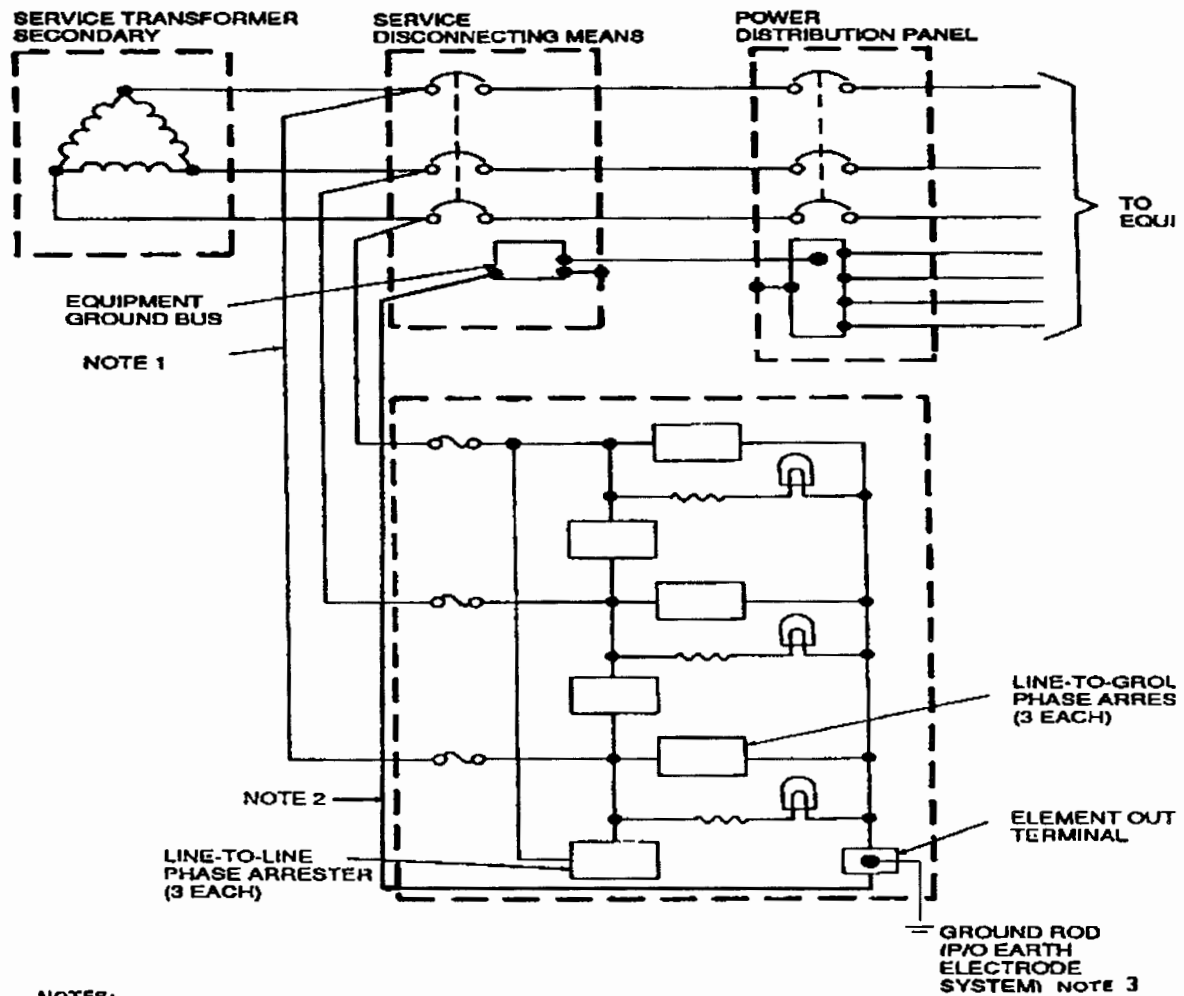 SERVICE TRANSFORMER
SECONDARY
SERVICE
DISCONNECTING MEANS
POWER
DISTRIBUTION PANEL
TO
EQUI
EQUIPMENT
GROUND BUS
NOTE 1
LINE-TO-GROU
PHASE ARRES
(3 EACH)
NOTE 2
ELEMENT OUT
TERMINAL
LINE-TO-LINE
PHASE ARRESTER
(3 EACH)
GROUND ROD
(P/O EARTH
ELECTRODE
SYSTEM) NOTE 3
NOTES: